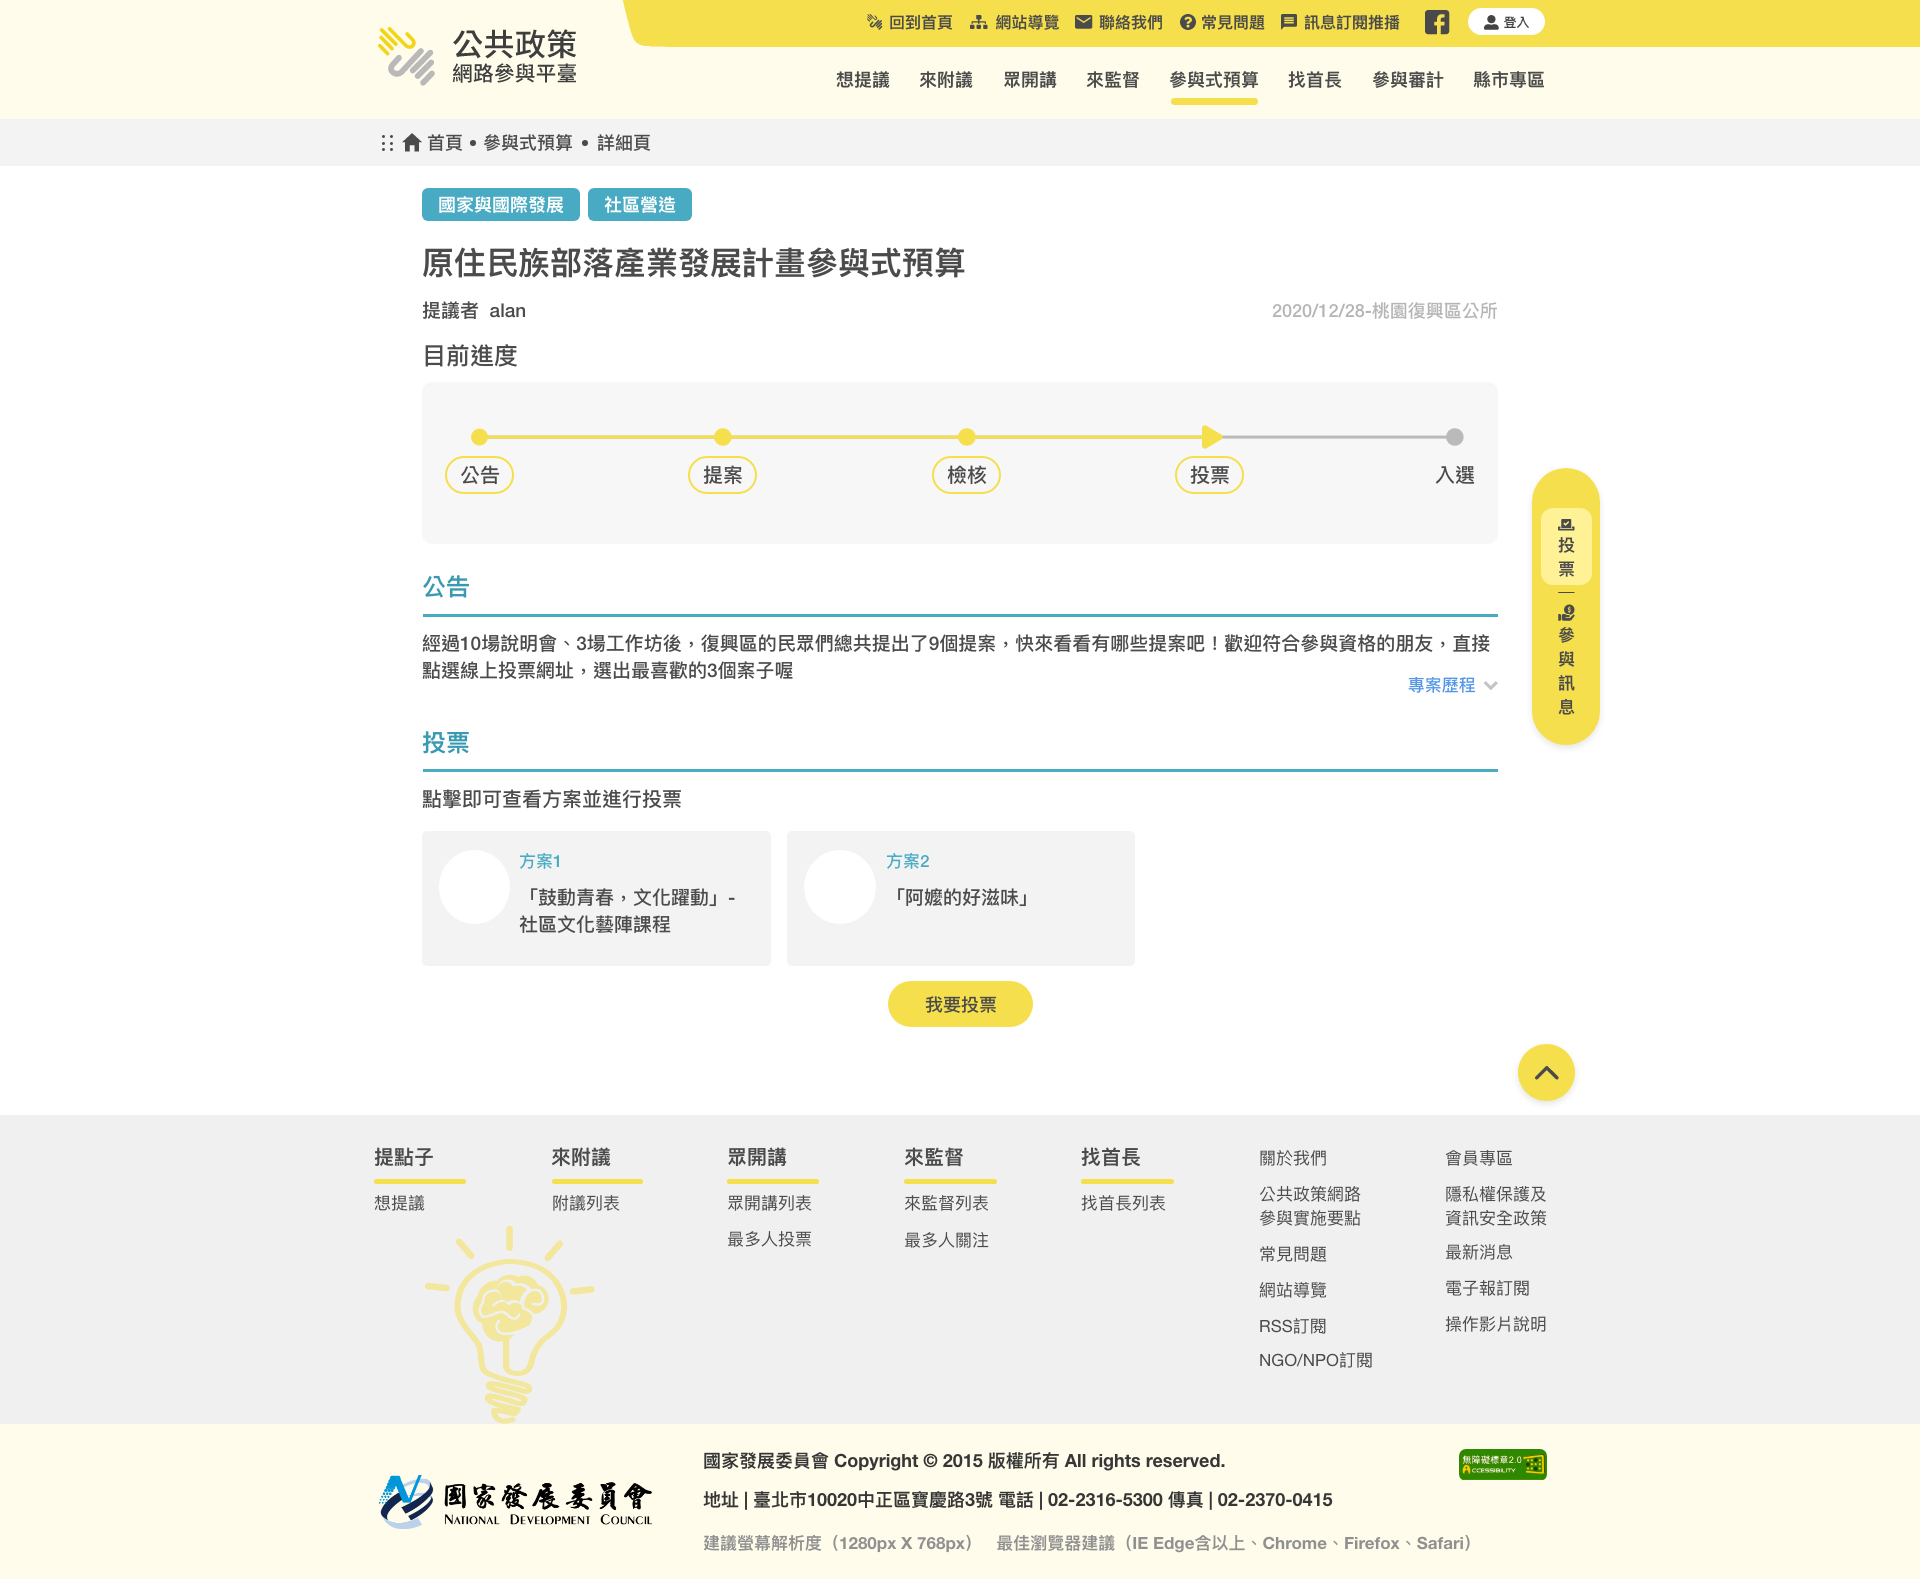 公共政策
網路參與平臺
回到首頁 網站導覽 聯絡我們 常見問題 訊息訂閱推播 登入
想提議 來附議 眾開講 來監督 參與式預算 找首長 參與審計 縣市專區
首頁 • 參與式預算 • 詳細頁
國家與國際發展 社區營造
原住民族部落產業發展計畫參與式預算
提議者 alan
2020/12/28-桃園復興區公所
目前進度
公告 提案 檢核 投票 入選
投票
參與訊息
公告
經過10場說明會、3場工作坊後，復興區的民眾們總共提出了9個提案，快來看看有哪些提案吧！歡迎符合參與資格的朋友，直接
點選線上投票網址，選出最喜歡的3個案子喔
專案歷程
投票
點擊即可查看方案並進行投票
方案1
「鼓動青春，文化躍動」-
社區文化藝陣課程
方案2
「阿嬤的好滋味」
我要投票
提點子
想提議
來附議
附議列表
眾開講
眾開講列表
最多人投票
來監督
來監督列表
最多人關注
找首長
找首長列表
關於我們
公共政策網路
參與實施要點
常見問題
網站導覽
RSS訂閱
NGO/NPO訂閱
會員專區
隱私權保護及
資訊安全政策
最新消息
電子報訂閱
操作影片說明
國家發展委員會
NATIONAL DEVELOPMENT COUNCIL
國家發展委員會 Copyright © 2015 版權所有 All rights reserved.
地址 | 臺北市10020中正區寶慶路3號 電話 | 02-2316-5300 傳真 | 02-2370-0415
建議螢幕解析度（1280px X 768px） 最佳瀏覽器建議（IE Edge含以上、Chrome、Firefox、Safari）
無障礙標章2.0
ACCESSIBILITY